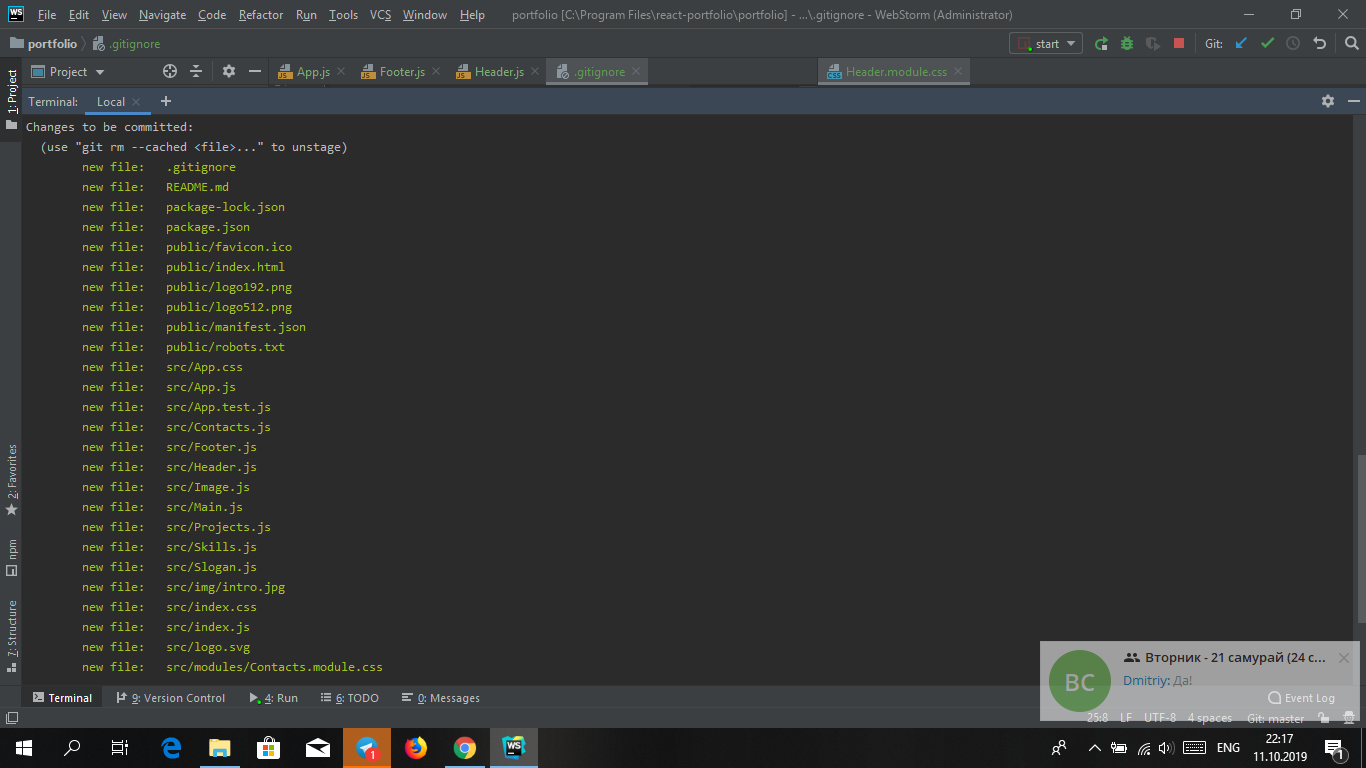 WS File Edit View Navigate Code Refactor Run Tools VCS Window Help portfolio [C:\Program Files\react-portfolio\portfolio] - ...\.gitignore - WebStorm (Administrator)
portfolio .gitignore start Git:
1: Project Project App.js Footer.js Header.js .gitignore Header.module.css
Terminal: Local +
Changes to be committed:
(use "git rm --cached <file>..." to unstage)
new file: .gitignore
new file: README.md
new file: package-lock.json
new file: package.json
new file: public/favicon.ico
new file: public/index.html
new file: public/logo192.png
new file: public/logo512.png
new file: public/manifest.json
new file: public/robots.txt
new file: src/App.css
new file: src/App.js
new file: src/App.test.js
new file: src/Contacts.js
new file: src/Footer.js
new file: src/Header.js
new file: src/Image.js
new file: src/Main.js
new file: src/Projects.js
new file: src/Skills.js
new file: src/Slogan.js
new file: src/img/intro.jpg
new file: src/index.css
new file: src/index.js
new file: src/logo.svg
new file: src/modules/Contacts.module.css
2: Favorites
npm
7: Structure
ВС
Вторник - 21 самурай (24 с...
Dmitriy: Да!
Terminal 9: Version Control 4: Run 6: TODO 0: Messages Event Log
25:8 LF UTF-8 4 spaces Git: master
1 WS ENG 22:17
11.10.2019 1